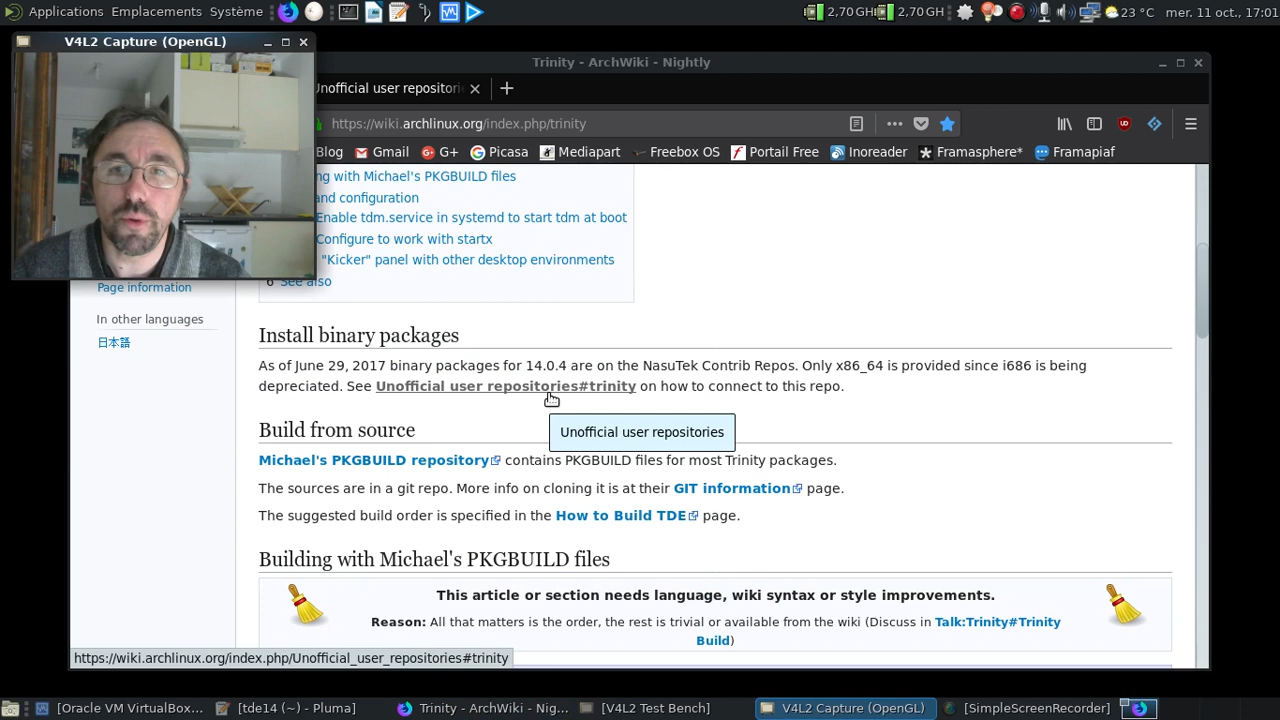 Applications Emplacements Système
2,70 GH 2,70 GH
23 °C mer. 11 oct., 17:01
V4L2 Capture (OpenGL)
Trinity - ArchWiki - Nightly
Unofficial user repositori
https://wiki.archlinux.org/index.php/trinity
Blog Gmail G+ Picasa Mediapart Freebox OS Portail Free Inoreader Framasphere* Framapiaf
ng with Michael's PKGBUILD files
and configuration
Enable tdm.service in systemd to start tdm at boot
Configure to work with startx
"Kicker" panel with other desktop environments
6 See also
Page information
In other languages
日本語
Install binary packages
As of June 29, 2017 binary packages for 14.0.4 are on the NasuTek Contrib Repos. Only x86_64 is provided since i686 is being
depreciated. See Unofficial user repositories#trinity on how to connect to this repo.
Unofficial user repositories
Build from source
Michael's PKGBUILD repository contains PKGBUILD files for most Trinity packages.
The sources are in a git repo. More info on cloning it is at their GIT information page.
The suggested build order is specified in the How to Build TDE page.
Building with Michael's PKGBUILD files
This article or section needs language, wiki syntax or style improvements.
Reason: All that matters is the order, the rest is trivial or available from the wiki (Discuss in Talk:Trinity#Trinity
Build)
https://wiki.archlinux.org/index.php/Unofficial_user_repositories#trinity
[Oracle VM VirtualBox... [tde14 (~) - Pluma] Trinity - ArchWiki - Nig... [V4L2 Test Bench] V4L2 Capture (OpenGL) [SimpleScreenRecorder]